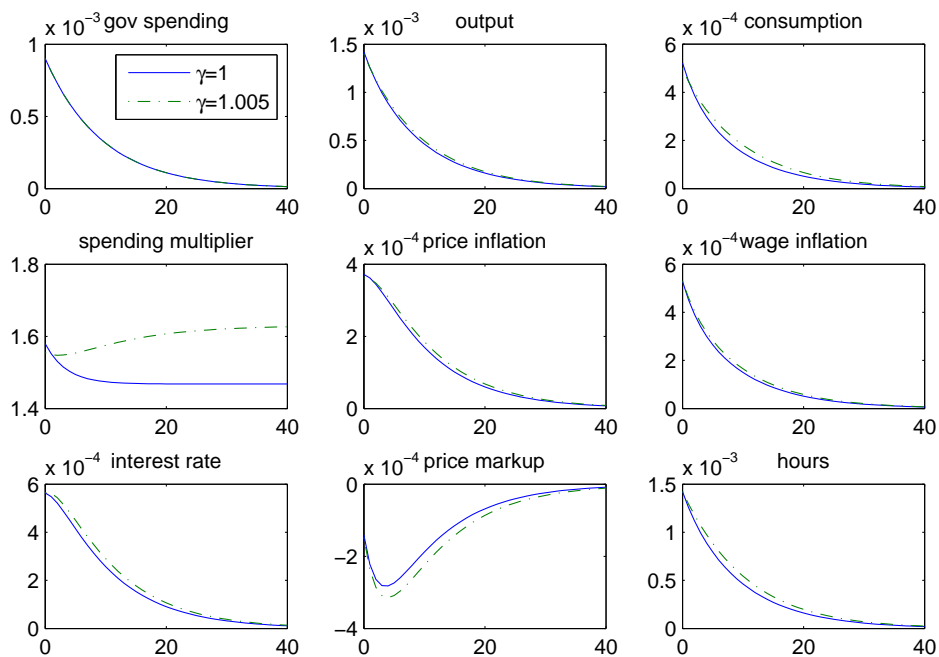 x 10⁻³ gov spending
1
0.5
0
0 20 40
γ=1
γ=1.005
x 10⁻³ output
1.5
1
0.5
0
0 20 40
x 10⁻⁴ consumption
6
4
2
0
0 20 40
spending multiplier
1.8
1.6
1.4
0 20 40
x 10⁻⁴ price inflation
4
2
0
0 20 40
x 10⁻⁴ wage inflation
6
4
2
0
0 20 40
x 10⁻⁴ interest rate
6
4
2
0
0 20 40
x 10⁻⁴ price markup
0
−2
−4
0 20 40
x 10⁻³ hours
1.5
1
0.5
0
0 20 40